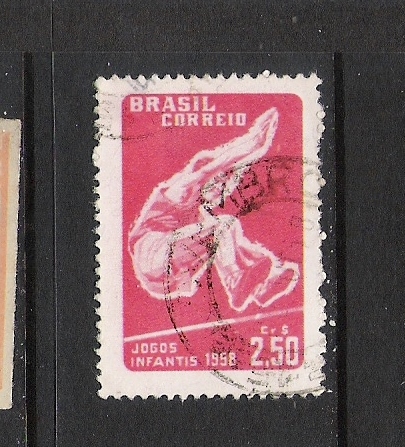 BRASIL
CORREIO
JOGOS
INFANTIS 1958
Cr$
2,50